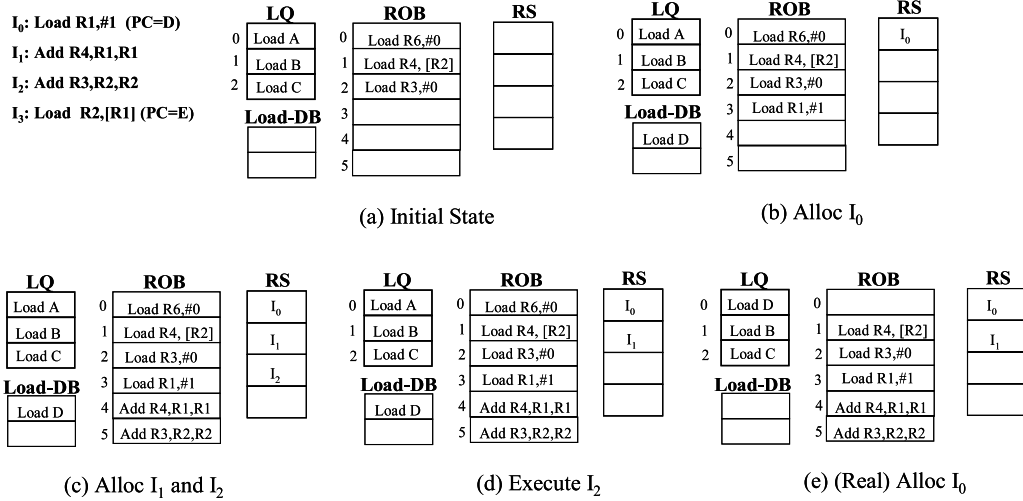 I0: Load R1,#1 (PC=D)
I1: Add R4,R1,R1
I2: Add R3,R2,R2
I3: Load R2,[R1] (PC=E)
LQ ROB RS
0 Load A 0 Load R6,#0
1 Load B 1 Load R4, [R2]
2 Load C 2 Load R3,#0
Load-DB 3
4
5
(a) Initial State
LQ ROB RS
0 Load A 0 Load R6,#0 I0
1 Load B 1 Load R4, [R2]
2 Load C 2 Load R3,#0
Load-DB 3 Load R1,#1
Load D 4
5
(b) Alloc I0
LQ ROB RS
Load A 0 Load R6,#0 I0
Load B 1 Load R4, [R2] I1
Load C 2 Load R3,#0 I2
Load-DB 3 Load R1,#1
Load D 4 Add R4,R1,R1
5 Add R3,R2,R2
(c) Alloc I1 and I2
LQ ROB RS
0 Load A 0 Load R6,#0 I0
1 Load B 1 Load R4, [R2] I1
2 Load C 2 Load R3,#0
Load-DB 3 Load R1,#1
Load D 4 Add R4,R1,R1
5 Add R3,R2,R2
(d) Execute I2
LQ ROB RS
0 Load D 0 I0
1 Load B 1 Load R4, [R2] I1
2 Load C 2 Load R3,#0
Load-DB 3 Load R1,#1
4 Add R4,R1,R1
5 Add R3,R2,R2
(e) (Real) Alloc I0